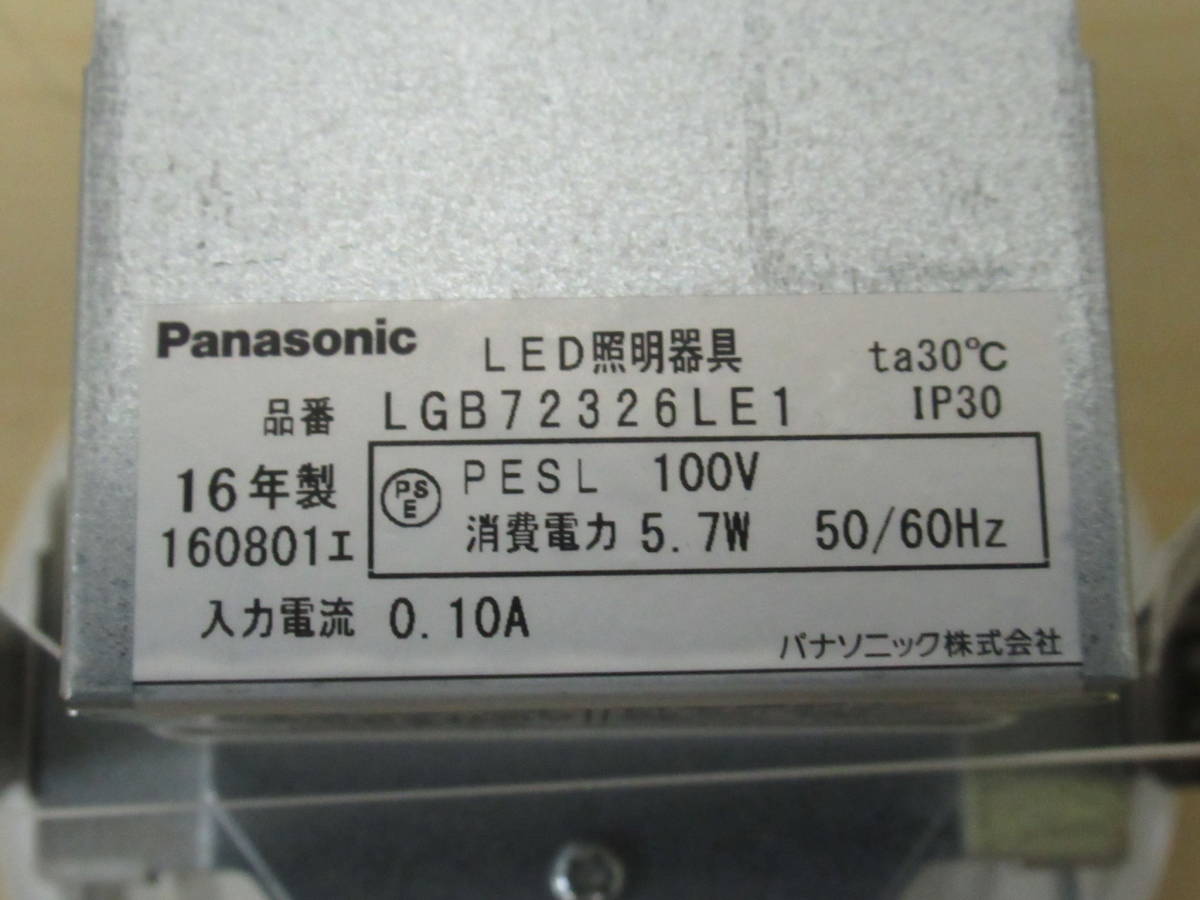 Panasonic LED照明器具 ta30℃
品番 LGB72326LE1 IP30
16年製 PSE PESL 100V
160801エ 消費電力 5.7W 50/60Hz
入力電流 0.10A
パナソニック株式会社